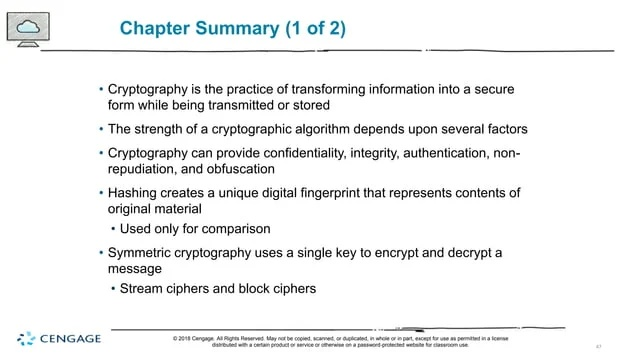 Chapter Summary (1 of 2)
• Cryptography is the practice of transforming information into a secure
form while being transmitted or stored
• The strength of a cryptographic algorithm depends upon several factors
• Cryptography can provide confidentiality, integrity, authentication, non-
repudiation, and obfuscation
• Hashing creates a unique digital fingerprint that represents contents of
original material
• Used only for comparison
• Symmetric cryptography uses a single key to encrypt and decrypt a
message
• Stream ciphers and block ciphers
CENGAGE
© 2018 Cengage. All Rights Reserved. May not be copied, scanned, or duplicated, in whole or in part, except for use as permitted in a license
distributed with a certain product or service or otherwise on a password-protected website for classroom use.